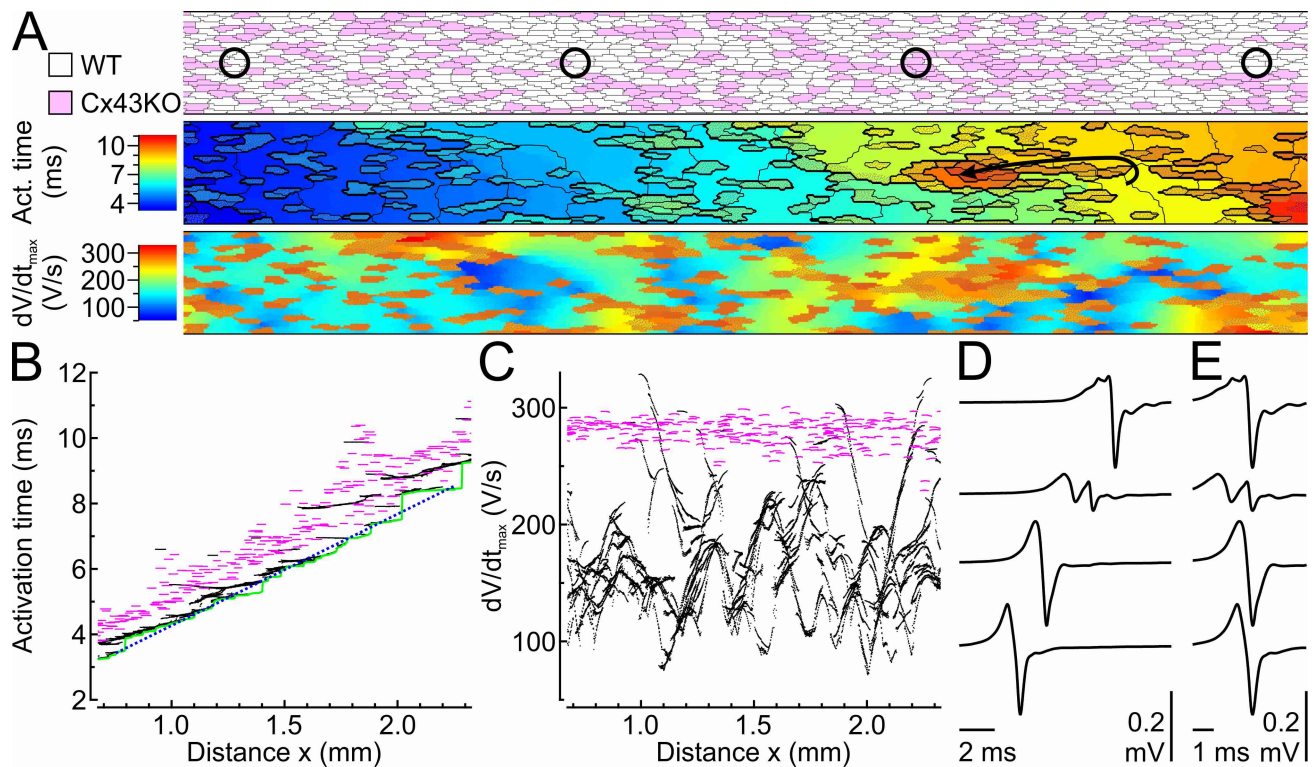 A
WT
Cx43KO
Act. time
(ms)
10
7
4
dV/dtmax
(V/s)
300
200
100
B
Activation time (ms)
12
10
8
6
4
2
1.0
1.5
2.0
Distance x (mm)
C
dV/dtmax (V/s)
300
200
100
1.0
1.5
2.0
Distance x (mm)
D
2 ms
0.2
mV
E
1 ms
0.2
mV